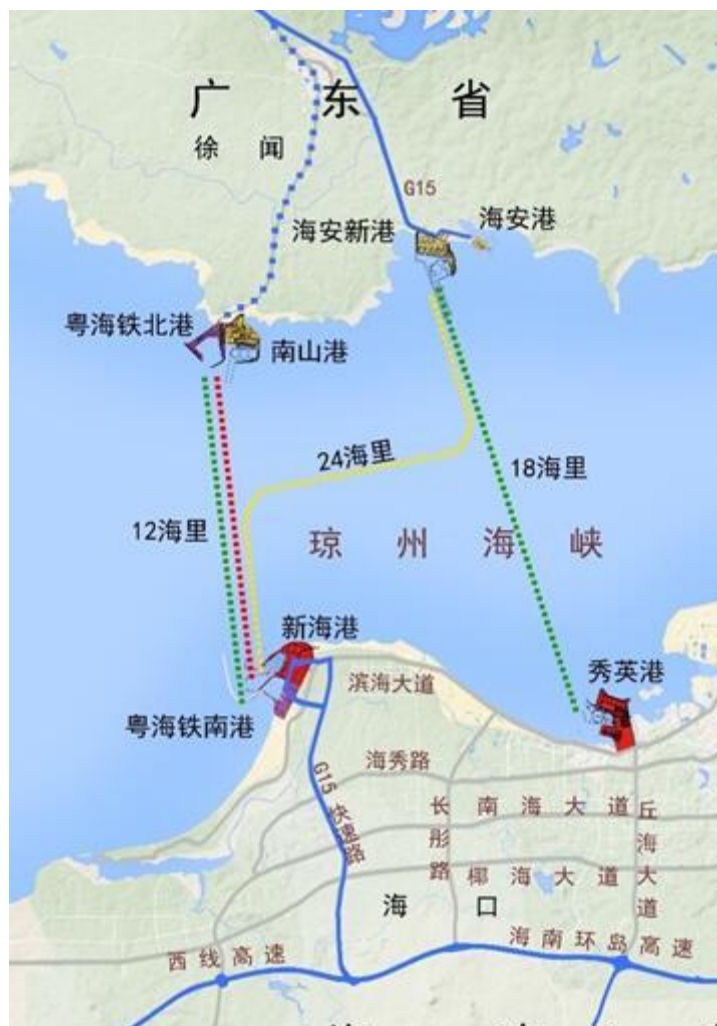 广东省
徐闻
G15
海安新港
海安港
粤海铁北港
南山港
24海里
18海里
12海里
琼州海峡
新海港
秀英港
滨海大道
粤海铁南港
海秀路
G15快速路
长彤路
南海大道
丘海大道
椰海大道
海口
海南环岛高速
西线高速